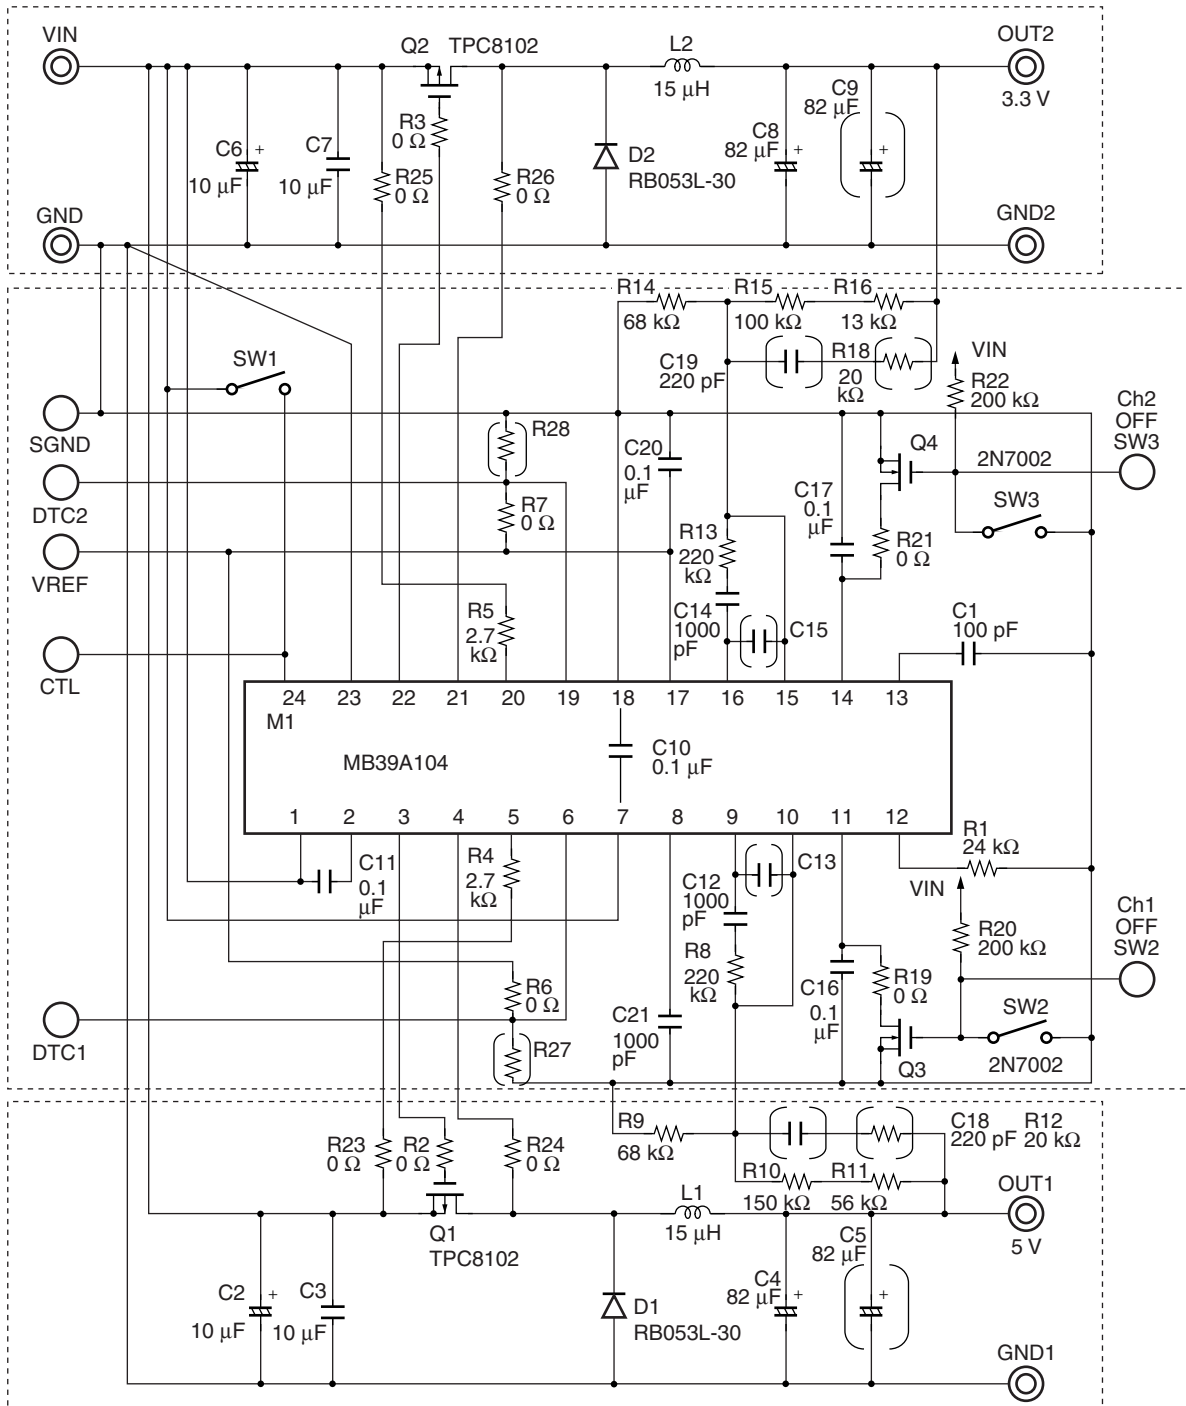 VIN
Q2
TPC8102
L2
15 μH
OUT2
3.3 V
C6
+
10 μF
C7
10 μF
R3
0 Ω
R25
0 Ω
R26
0 Ω
D2
RB053L-30
C8
82 μF
+
C9
82 μF
+
GND
GND2
R14
68 kΩ
R15
100 kΩ
R16
13 kΩ
C19
220 pF
R18
20
kΩ
VIN
R22
200 kΩ
SW1
Ch2
OFF
SW3
SGND
R28
C20
0.1
μF
C17
0.1
μF
Q4
2N7002
SW3
DTC2
R7
0 Ω
R13
220
kΩ
R21
0 Ω
VREF
R5
2.7
kΩ
C14
1000
pF
C15
C1
100 pF
CTL
24
23
22
21
20
19
18
17
16
15
14
13
M1
MB39A104
C10
0.1 μF
1
2
3
4
5
6
7
8
9
10
11
12
C11
0.1
μF
R4
2.7
kΩ
C13
C12
1000
pF
R1
24 kΩ
VIN
R20
200 kΩ
Ch1
OFF
SW2
R8
220
kΩ
C16
0.1
μF
R19
0 Ω
SW2
2N7002
Q3
R6
0 Ω
DTC1
R27
C21
1000
pF
R9
68 kΩ
C18
220 pF
R12
20 kΩ
R23
0 Ω
R2
0 Ω
R24
0 Ω
R10
150 kΩ
R11
56 kΩ
Q1
TPC8102
L1
15 μH
OUT1
5 V
C2
+
10 μF
C3
10 μF
D1
RB053L-30
C4
82 μF
+
C5
82 μF
+
GND1